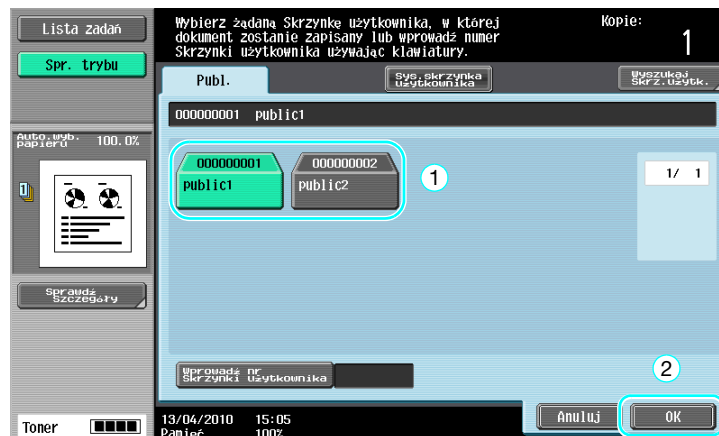 Lista zadań
Spr. trybu
Wybierz żądaną Skrzynkę użytkownika, w której
dokument zostanie zapisany lub wprowadź numer
Skrzynki użytkownika używając klawiatury.
Kopie:
1
Publ.
Sys.skrzynka
użytkownika
Wyszukaj
Skrz.użytk.
000000001 public1
Auto.wyb.
papieru 100.0%
1
000000001
public1
000000002
public2
1
1/ 1
Sprawdź
Szczegóły
Wprowadź nr
Skrzynki użytkownika
2
Toner
13/04/2010 15:05
Pamięć 100%
Anuluj
OK